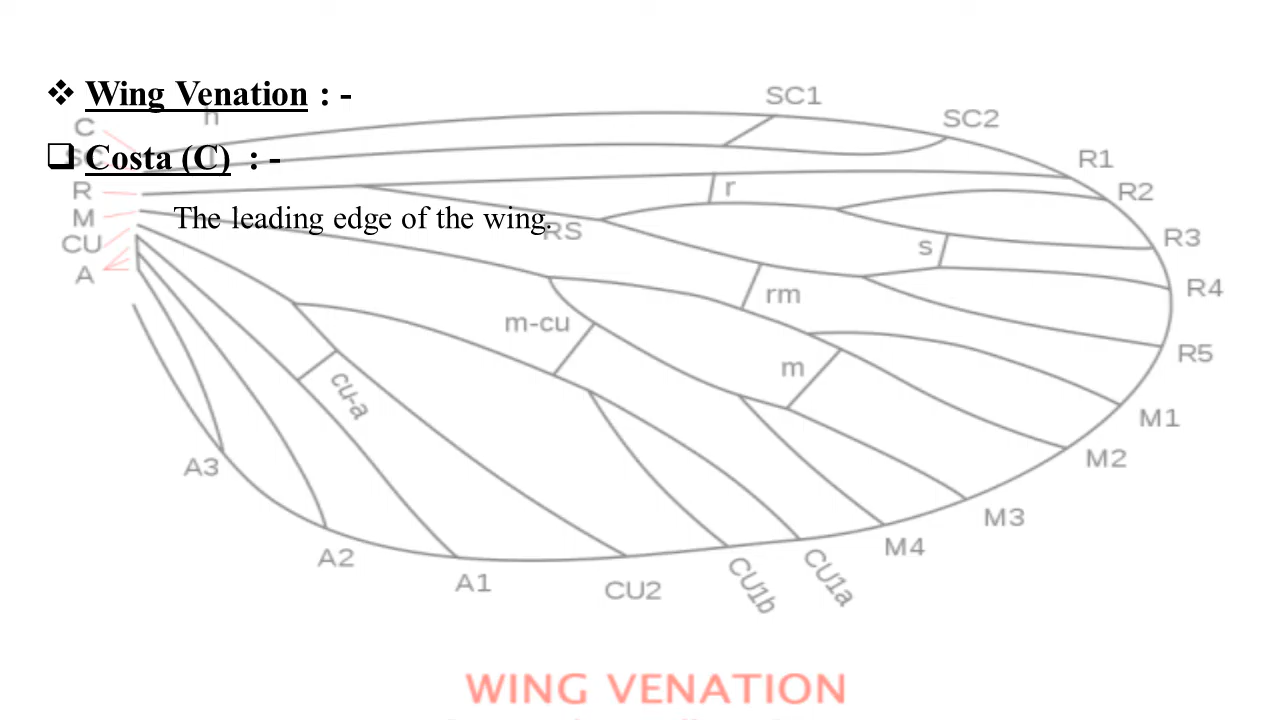 ❖ Wing Venation : -
h
SC1
SC2
C
❑ Costa (C) : -
SC
R1
R
r
R2
M
The leading edge of the wing.
RS
R3
CU
s
A
rm
R4
m-cu
R5
m
cu-a
M1
M2
A3
M3
A2
M4
A1
CU2
CU1b
CU1a
WING VENATION